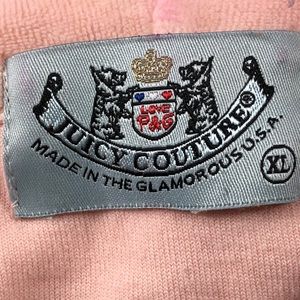 LOVE
P&G
JUICY COUTURE®
MADE IN THE GLAMOROUS U.S.A.
XL